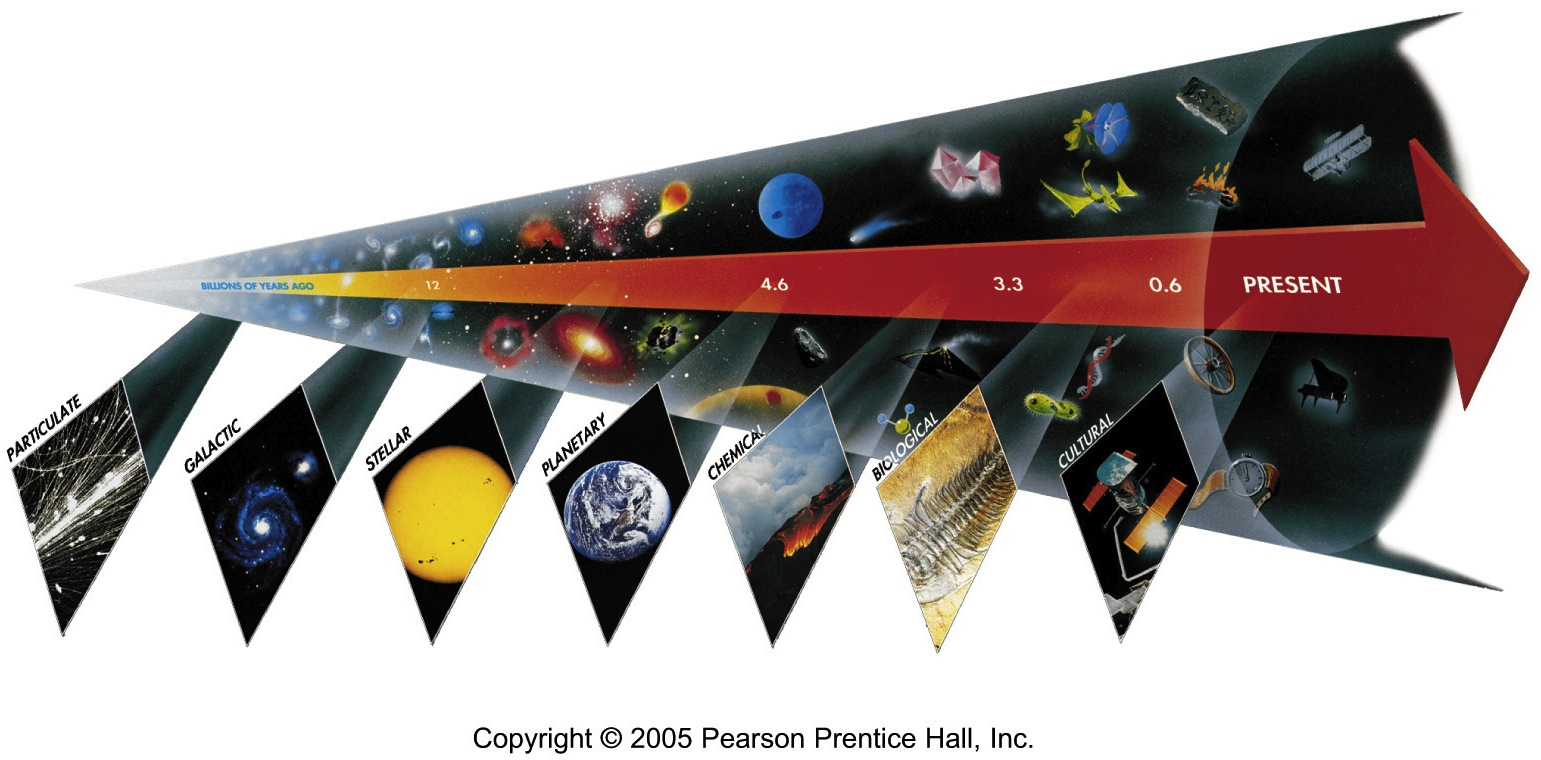 BILLIONS OF YEARS AGO
12
4.6
3.3
0.6
PRESENT
PARTICULATE
GALACTIC
STELLAR
PLANETARY
CHEMICAL
BIOLOGICAL
CULTURAL
Copyright © 2005 Pearson Prentice Hall, Inc.